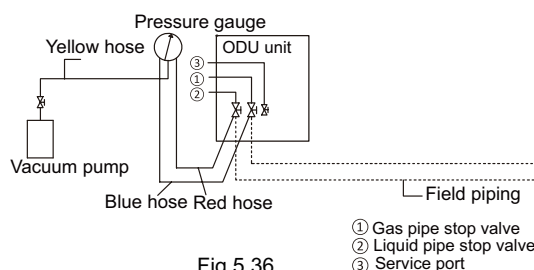 Pressure gauge
Yellow hose
ODU unit
③
①
②
Vacuum pump
Blue hose Red hose
Field piping
① Gas pipe stop valve
② Liquid pipe stop valve
③ Service port
Fig.5.36